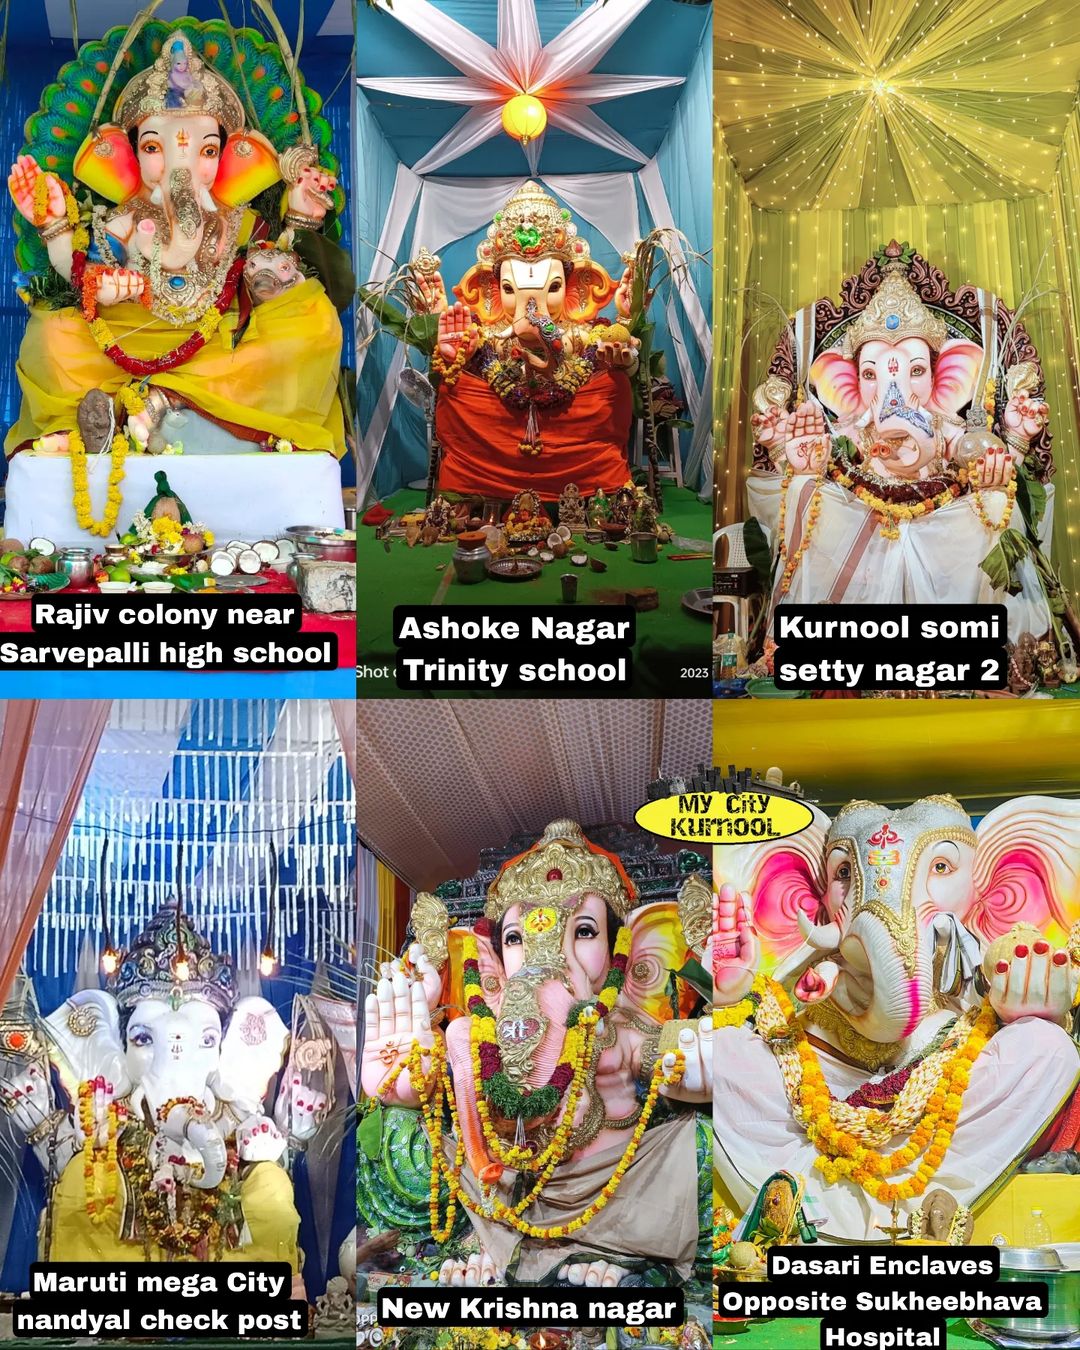 Rajiv colony near
Sarvepalli high school
Ashoke Nagar
Trinity school
Shot
2023
Kurnool somi
setty nagar 2
My City
Kurnool
Maruti mega City
nandyal check post
New Krishna nagar
Dasari Enclaves
Opposite Sukheebhava
Hospital